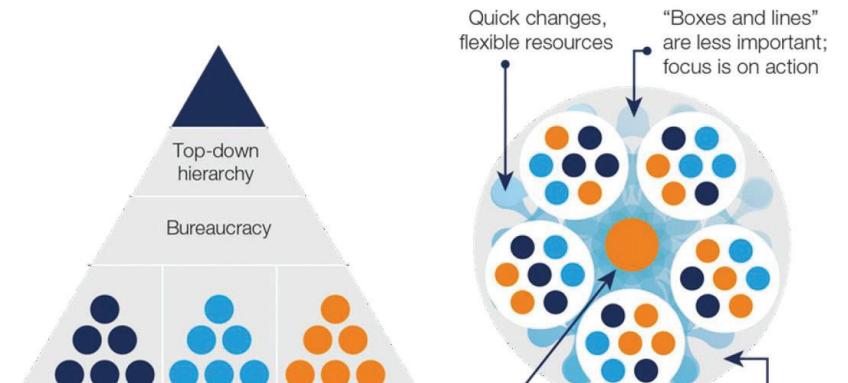 Quick changes,
flexible resources
“Boxes and lines”
are less important;
focus is on action
Top-down
hierarchy
Bureaucracy